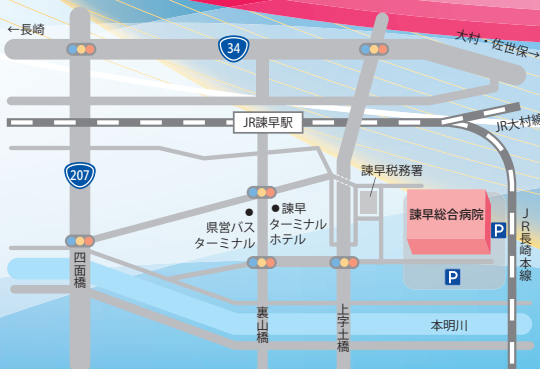 ←長崎
34
大村・佐世保→
JR諫早駅
JR大村線
207
諫早税務署
諫早総合病院
P
P
県営バス
ターミナル
諫早
ターミナル
ホテル
JR長崎本線
四面橋
裏山橋
上宇土橋
本明川